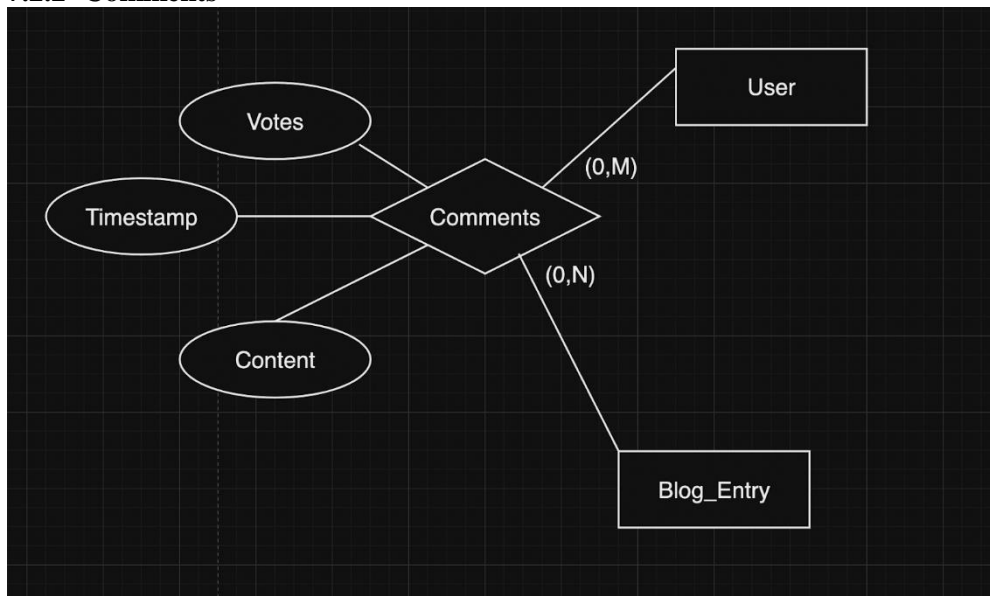 User
Votes
(0,M)
Timestamp
Comments
(0,N)
Content
Blog_Entry